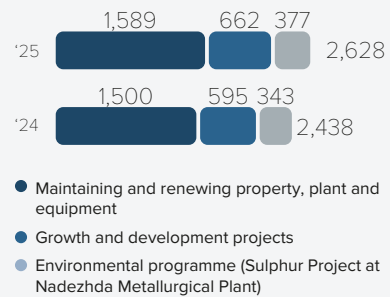 1,589 662 377
‘25 2,628
1,500 595 343
‘24 2,438
Maintaining and renewing property, plant and
equipment
Growth and development projects
Environmental programme (Sulphur Project at
Nadezhda Metallurgical Plant)